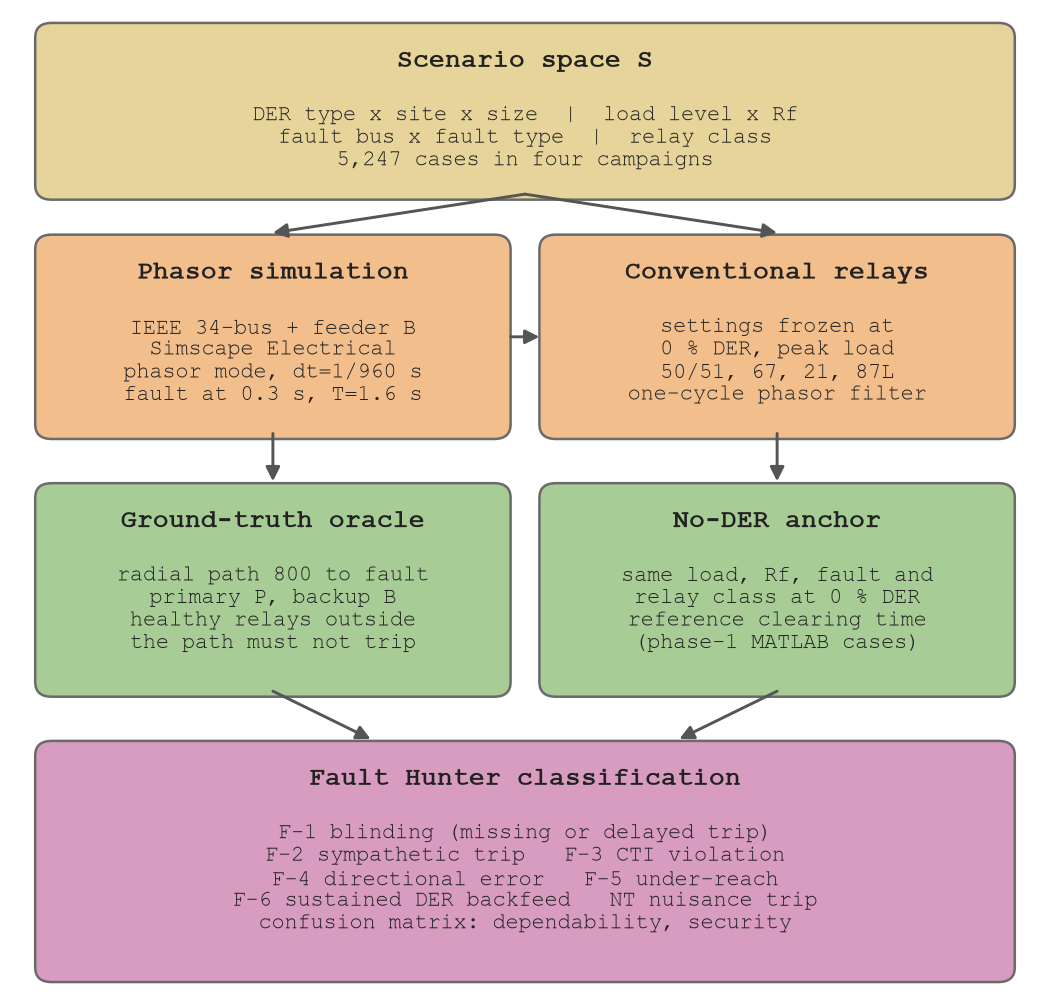 Scenario space S
DER type x site x size | load level x Rf
fault bus x fault type | relay class
5,247 cases in four campaigns
Phasor simulation
IEEE 34-bus + feeder B
Simscape Electrical
phasor mode, dt=1/960 s
fault at 0.3 s, T=1.6 s
Conventional relays
settings frozen at
0 % DER, peak load
50/51, 67, 21, 87L
one-cycle phasor filter
Ground-truth oracle
radial path 800 to fault
primary P, backup B
healthy relays outside
the path must not trip
No-DER anchor
same load, Rf, fault and
relay class at 0 % DER
reference clearing time
(phase-1 MATLAB cases)
Fault Hunter classification
F-1 blinding (missing or delayed trip)
F-2 sympathetic trip F-3 CTI violation
F-4 directional error F-5 under-reach
F-6 sustained DER backfeed NT nuisance trip
confusion matrix: dependability, security